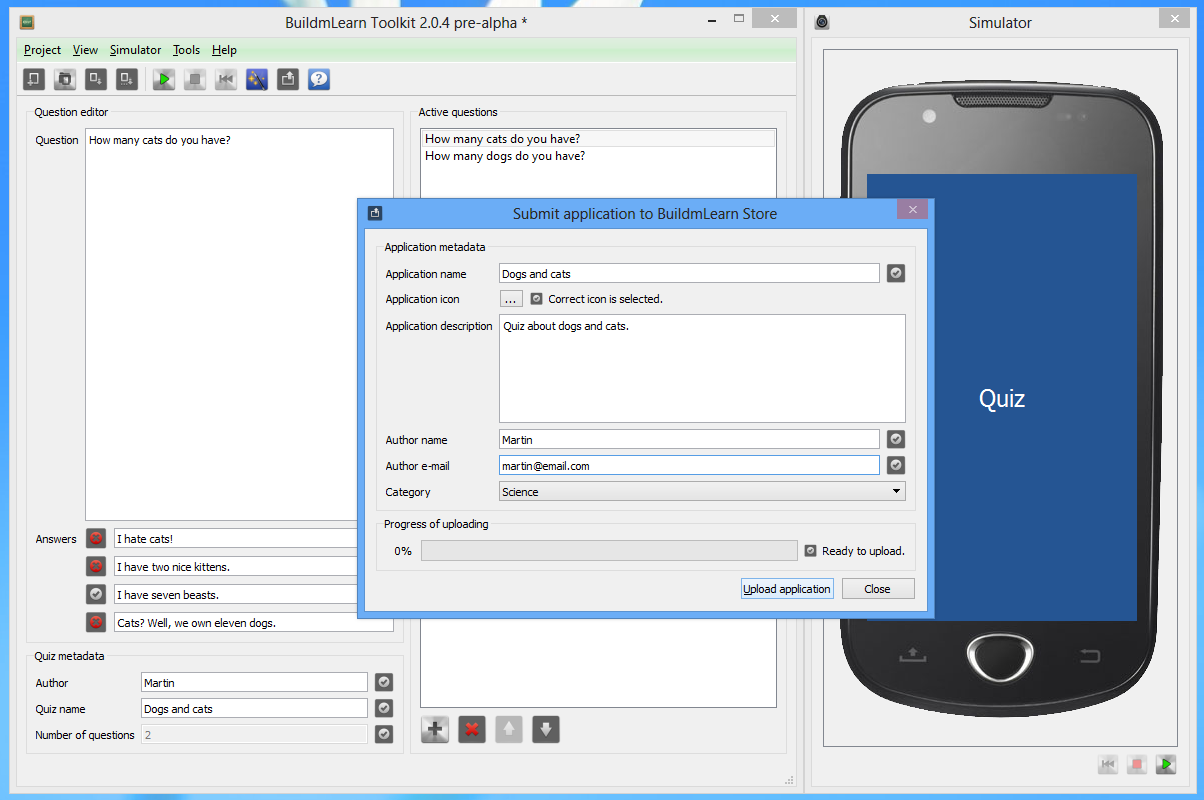 BuildmLearn Toolkit 2.0.4 pre-alpha *
Project View Simulator Tools Help
Question editor
Question
How many cats do you have?
Answers
I hate cats!
I have two nice kittens.
I have seven beasts.
Cats? Well, we own eleven dogs.
Quiz metadata
Author Martin
Quiz name Dogs and cats
Number of questions 2
Active questions
How many cats do you have?
How many dogs do you have?
Submit application to BuildmLearn Store
Application metadata
Application name Dogs and cats
Application icon ... Correct icon is selected.
Application description Quiz about dogs and cats.
Author name Martin
Author e-mail martin@email.com
Category Science
Progress of uploading
0% Ready to upload.
Upload application Close
Simulator
Quiz